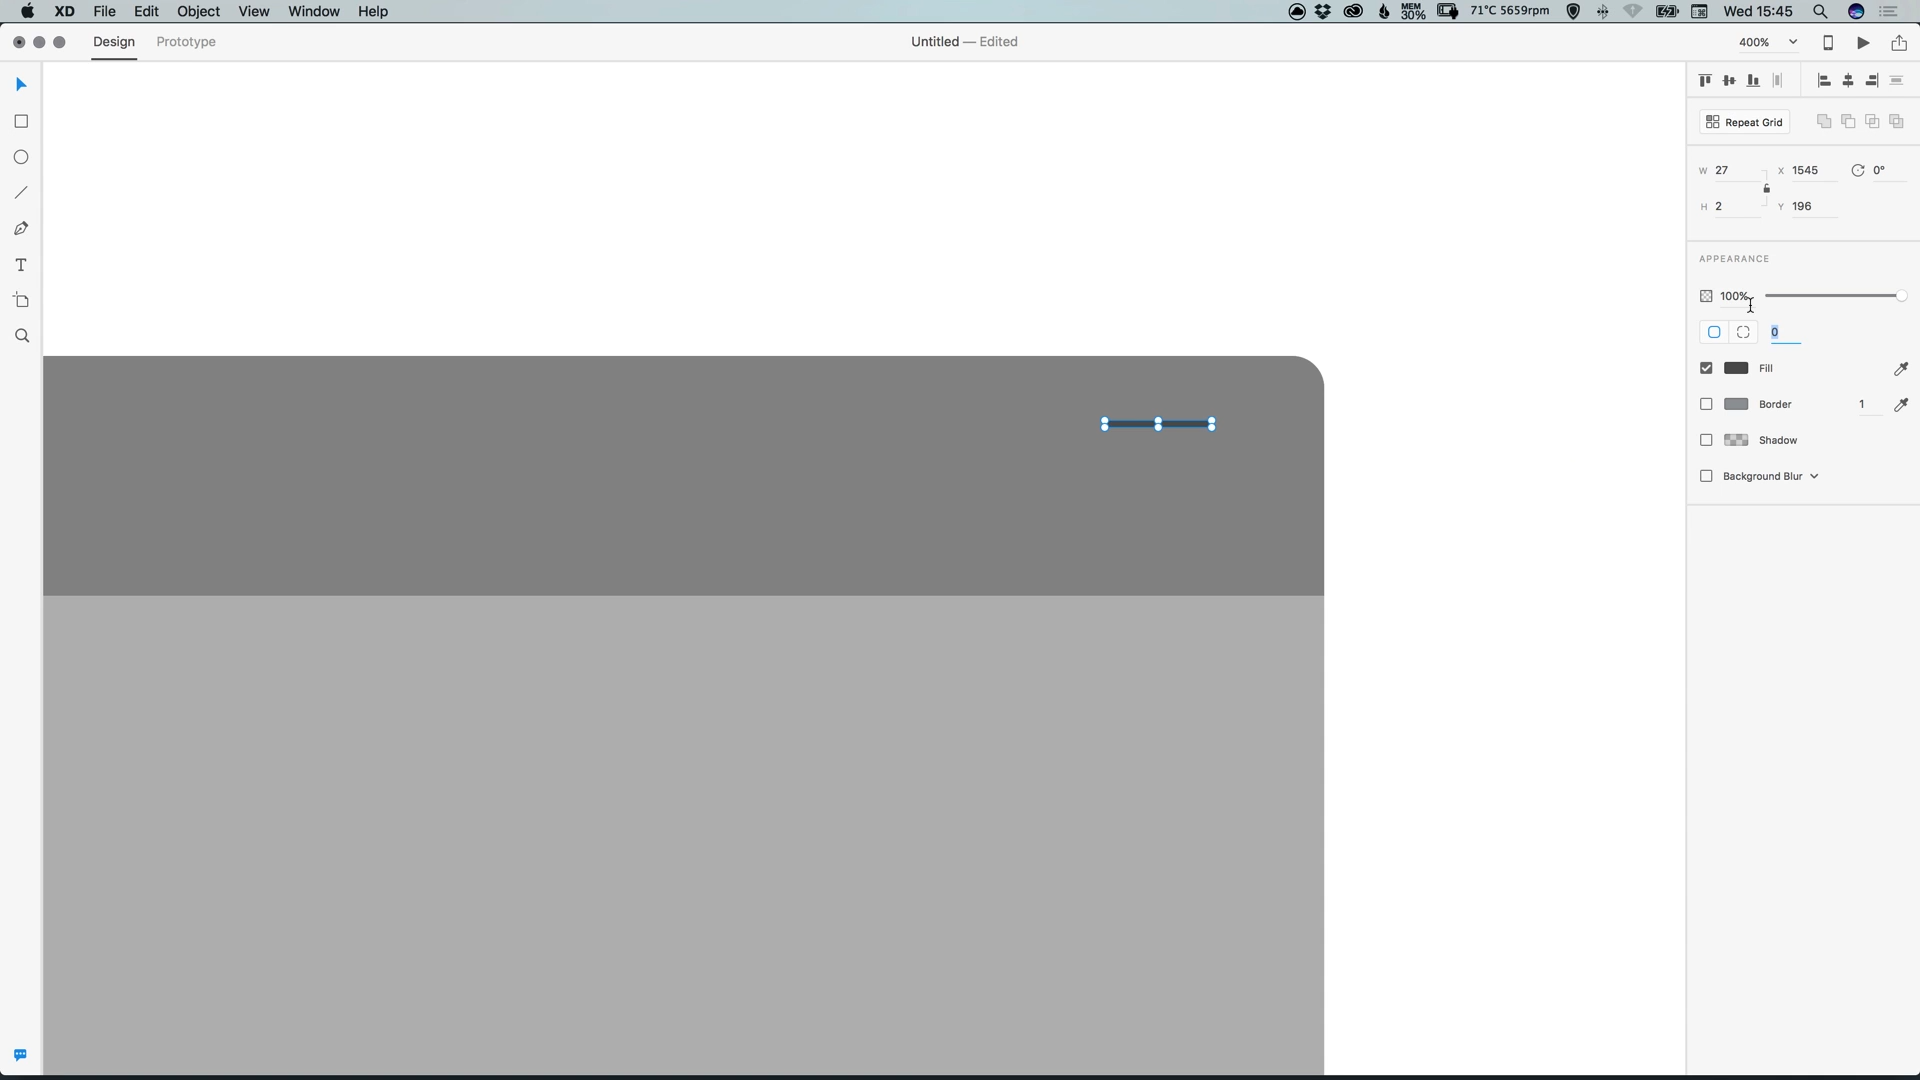 XD File Edit Object View Window Help MEM 30% 71°C 5659rpm Wed 15:45
Design Prototype Untitled — Edited 400%
Repeat Grid
W 27 X 1545 0°
H 2 Y 196
APPEARANCE
100%
0
Fill
Border 1
Shadow
Background Blur
T